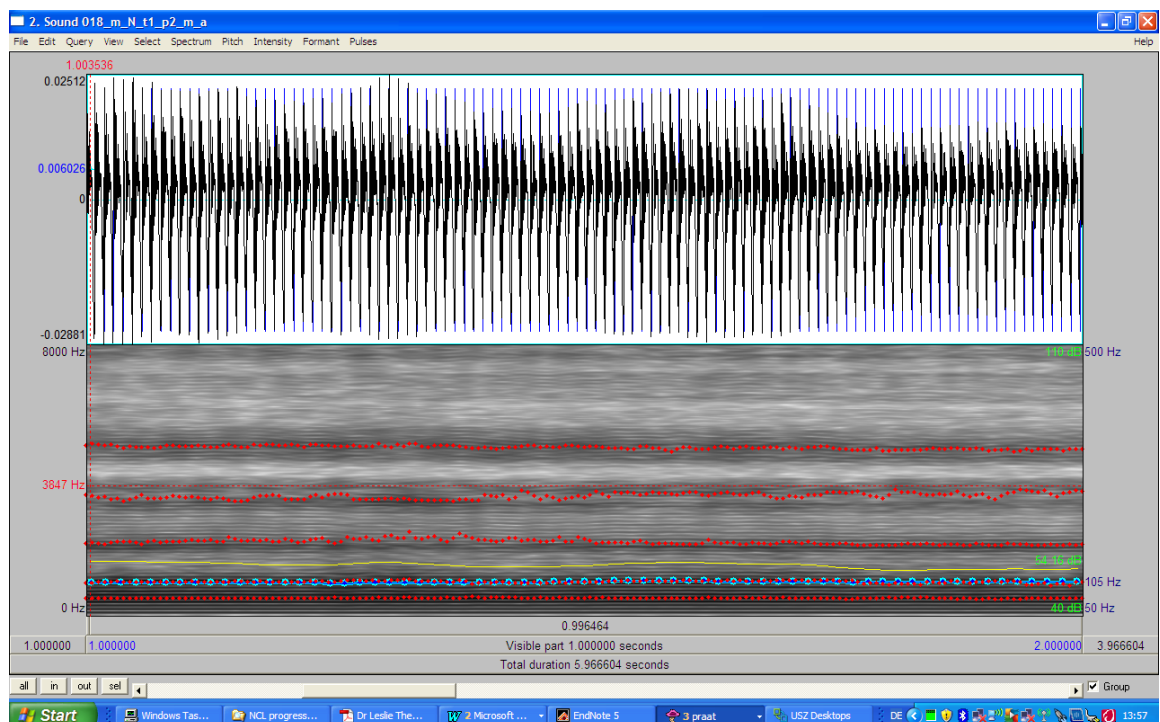 2. Sound 018_m_N_t1_p2_m_a
File Edit Query View Select Spectrum Pitch Intensity Formant Pulses Help
1.003536
0.02512
0.006026
0
-0.02881
8000 Hz 110 dB 500 Hz
3847 Hz
54.15 dB
105 Hz
0 Hz 40 dB 50 Hz
0.996464
1.000000 1.000000 Visible part 1.000000 seconds 2.000000 3.966604
Total duration 5.966604 seconds
all in out sel Group
Start Windows Tas... NCL progress... Dr Leslie The... 2 Microsoft ... EndNote 5 3 praat USZ Desktops DE 13:57